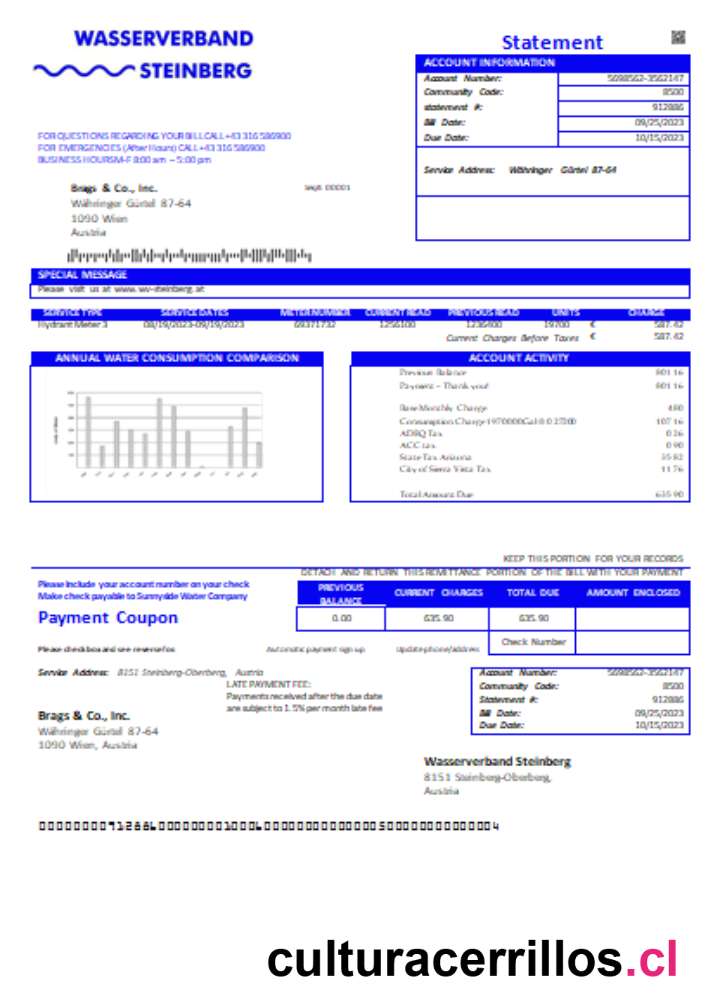 WASSERVERBAND
STEINBERG
Statement
ACCOUNT INFORMATION
Account Number: 5698562-3562147
Community Code: 8500
statement #: 912886
Bill Date: 09/25/2023
Due Date: 10/15/2023
Service Address: Währinger Gürtel 87-64
FOR QUESTIONS REGARDING YOUR BILL CALL +43 316 586900
FOR EMERGENCIES (After Hours) CALL +43 316 586900
BUSINESS HOURS M-F 8:00 am – 5:00 pm
Brags & Co., Inc.
Währinger Gürtel 87-64
1090 Wien
Austria
seq#: 00001
SPECIAL MESSAGE
Please visit us at www.wv-steinberg.at
SERVICE TYPE SERVICE DATES METER NUMBER CURRENT READ PREVIOUS READ UNITS CHARGE
Hydrant Meter 3 08/19/2023-09/19/2023 69371732 1256100 1236400 19700 € 587.42
Current Charges Before Taxes € 587.42
ANNUAL WATER CONSUMPTION COMPARISON
ACCOUNT ACTIVITY
Previous Balance 801.16
Payment – Thank you! 801.16
Base Monthly Charge 480
Consumption Charge 1970000Gal
107.16
ADRQ Tax 0.26
ACC tax 0.90
State Tax Arizona 35.82
City of Sierra Vista Tax 11.76
Total Amount Due 635.90
KEEP THIS PORTION FOR YOUR RECORDS
DETACH AND RETURN THIS REMITTANCE PORTION OF THE BILL WITH YOUR PAYMENT
Please Include your account number on your check
Make check payable to Sunnyside Water Company
Payment Coupon
PREVIOUS BALANCE CURRENT CHARGES TOTAL DUE AMOUNT ENCLOSED
0.00 635.90 635.90
Check Number
Please check box and see reverse for: Automatic payment sign up Update phone/address
Service Address: 8151 Steinberg-Oberberg, Austria
LATE PAYMENT FEE:
Payments received after the due date
are subject to 1.5% per month late fee
Account Number: 5698562-3562147
Community Code: 8500
Statement #: 912886
Bill Date: 09/25/2023
Due Date: 10/15/2023
Brags & Co., Inc.
Währinger Gürtel 87-64
1090 Wien, Austria
Wasserverband Steinberg
8151 Steinberg-Oberberg,
Austria
culturacerrillos.cl